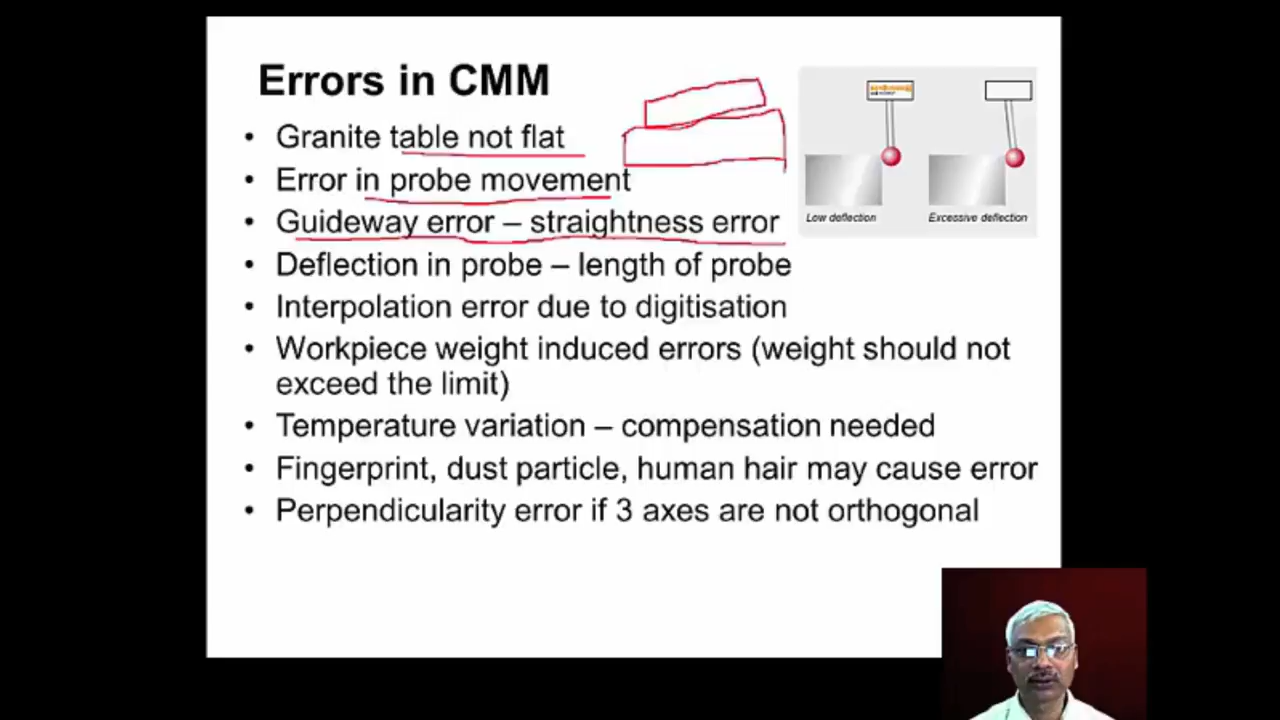 Errors in CMM
• Granite table not flat
• Error in probe movement
• Guideway error – straightness error
• Deflection in probe – length of probe
• Interpolation error due to digitisation
• Workpiece weight induced errors (weight should not
exceed the limit)
• Temperature variation – compensation needed
• Fingerprint, dust particle, human hair may cause error
• Perpendicularity error if 3 axes are not orthogonal
Low deflection
Excessive deflection